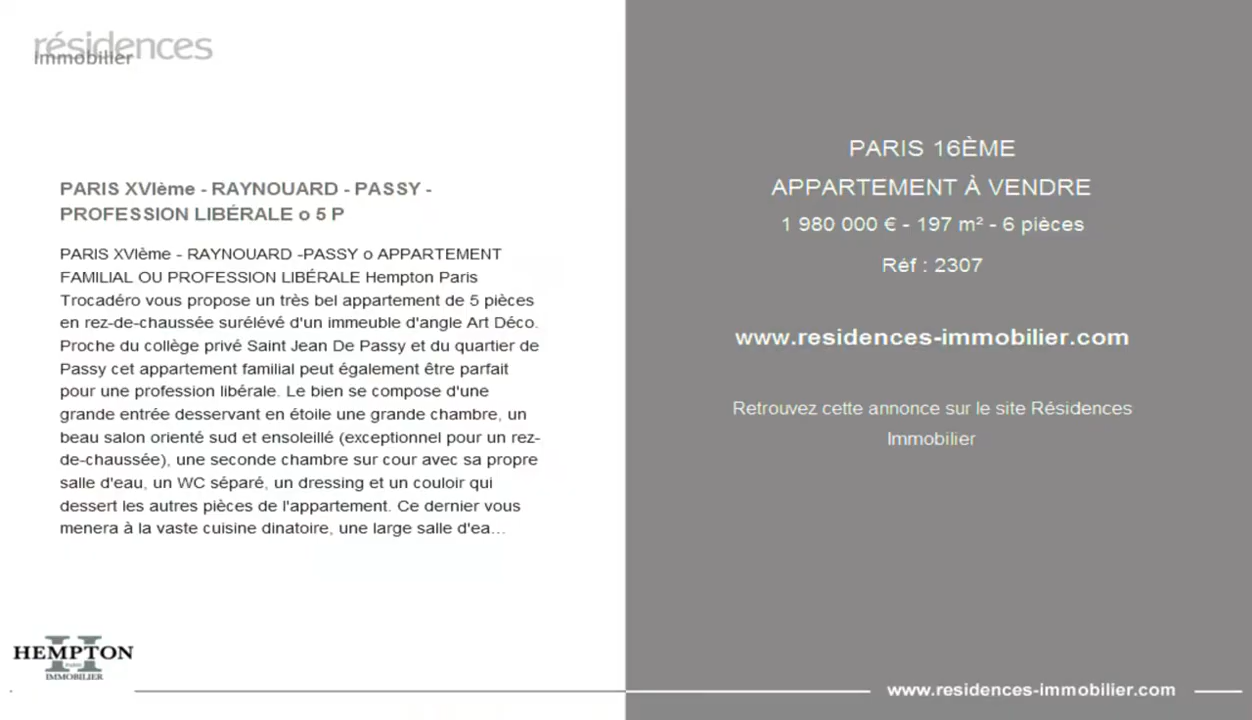 résidences
Immobilier
PARIS XVIème - RAYNOUARD - PASSY -
PROFESSION LIBÉRALE o 5 P
PARIS XVIème - RAYNOUARD -PASSY o APPARTEMENT
FAMILIAL OU PROFESSION LIBÉRALE Hempton Paris
Trocadéro vous propose un très bel appartement de 5 pièces
en rez-de-chaussée surélévé d'un immeuble d'angle Art Déco.
Proche du collège privé Saint Jean De Passy et du quartier de
Passy cet appartement familial peut également être parfait
pour une profession libérale. Le bien se compose d'une
grande entrée desservant en étoile une grande chambre, un
beau salon orienté sud et ensoleillé (exceptionnel pour un rez-
de-chaussée), une seconde chambre sur cour avec sa propre
salle d'eau, un WC séparé, un dressing et un couloir qui
dessert les autres pièces de l'appartement. Ce dernier vous
menera à la vaste cuisine dinatoire, une large salle d'ea...
HEMPTON
PARIS
IMMOBILIER
PARIS 16ÈME
APPARTEMENT À VENDRE
1 980 000 € - 197 m² - 6 pièces
Réf : 2307
www.residences-immobilier.com
Retrouvez cette annonce sur le site Résidences
Immobilier
www.residences-immobilier.com